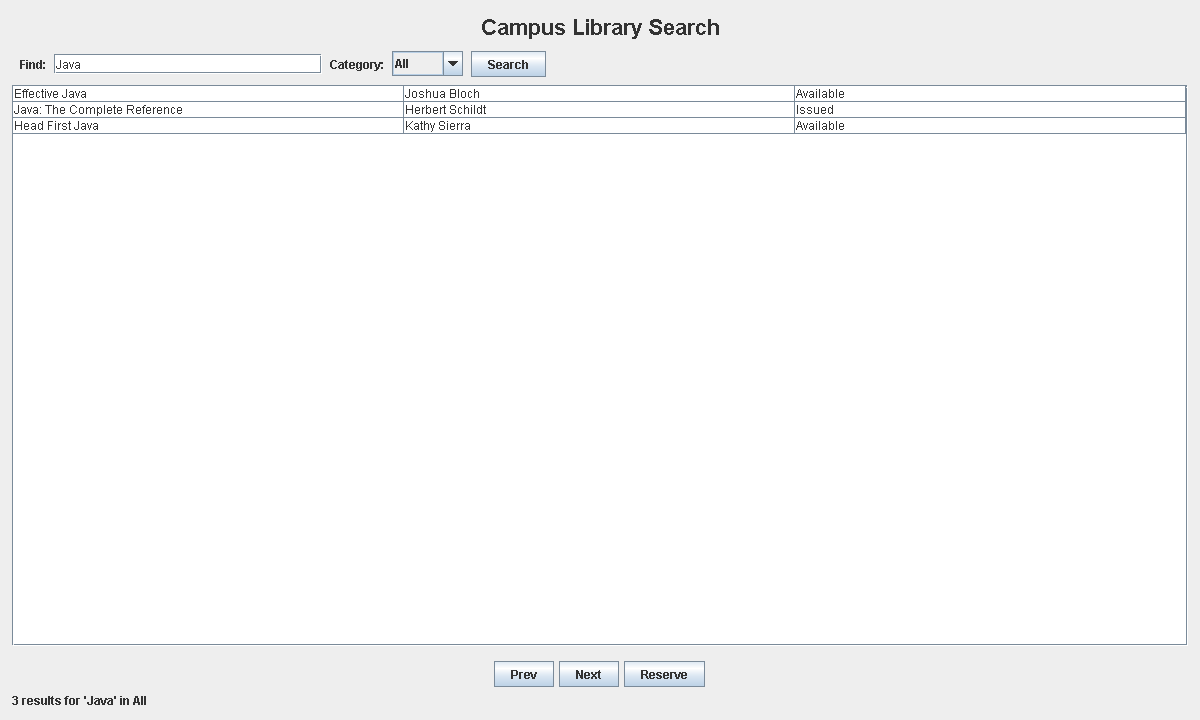 Campus Library Search
Find: Java Category: All Search
Effective Java Joshua Bloch Available
Java: The Complete Reference Herbert Schildt Issued
Head First Java Kathy Sierra Available
Prev Next Reserve
3 results for 'Java' in All